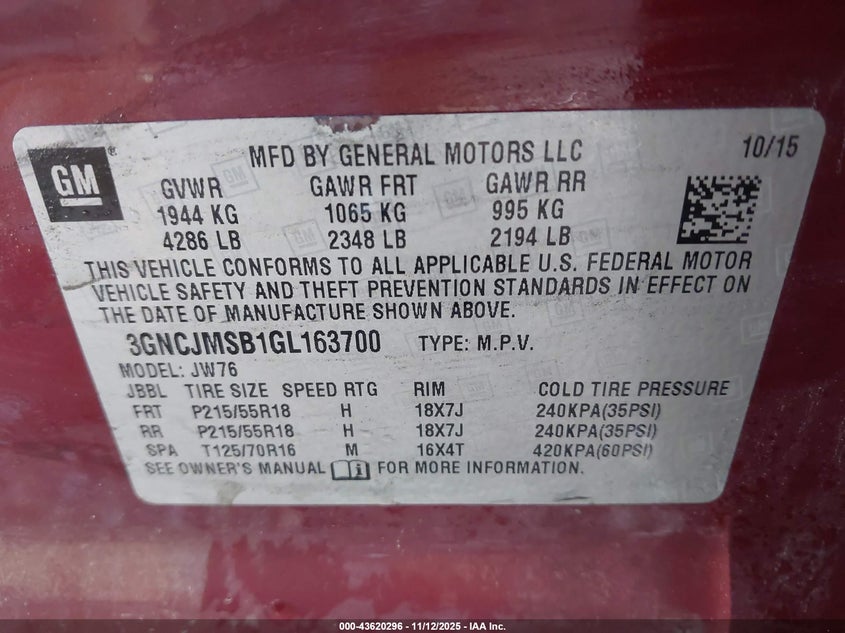 GM
MFD BY GENERAL MOTORS LLC 10/15
GVWR GAWR FRT GAWR RR
1944 KG 1065 KG 995 KG
4286 LB 2348 LB 2194 LB
THIS VEHICLE CONFORMS TO ALL APPLICABLE U.S. FEDERAL MOTOR
VEHICLE SAFETY AND THEFT PREVENTION STANDARDS IN EFFECT ON
THE DATE OF MANUFACTURE SHOWN ABOVE.
3GNCJMSB1GL163700 TYPE: M.P.V.
MODEL: JW76
JBBL TIRE SIZE SPEED RTG RIM COLD TIRE PRESSURE
FRT P215/55R18 H 18X7J 240KPA(35PSI)
RR P215/55R18 H 18X7J 240KPA(35PSI)
SPA T125/70R16 M 16X4T 420KPA(60PSI)
SEE OWNER'S MANUAL i FOR MORE INFORMATION.
000-43620296 - 11/12/2025 - IAA Inc.